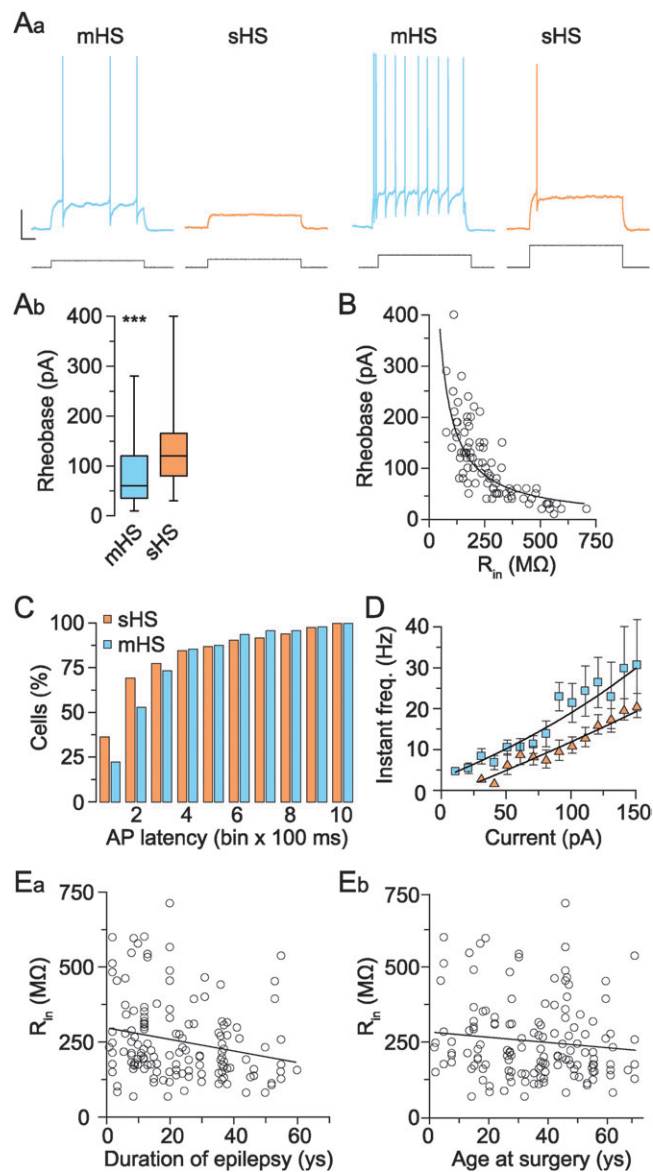 Aa
mHS sHS mHS sHS
Ab
***
Rheobase (pA)
400
300
200
100
0
mHS sHS
B
Rheobase (pA)
400
300
200
100
0
0 250 500 750
Rin (MΩ)
C
sHS
mHS
Cells (%)
100
75
50
25
0
2 4 6 8 10
AP latency (bin x 100 ms)
D
Instant freq. (Hz)
40
30
20
10
0
0 50 100 150
Current (pA)
Ea
Rin (MΩ)
750
500
250
0
0 20 40 60
Duration of epilepsy (ys)
Eb
Rin (MΩ)
750
500
250
0
0 20 40 60
Age at surgery (ys)